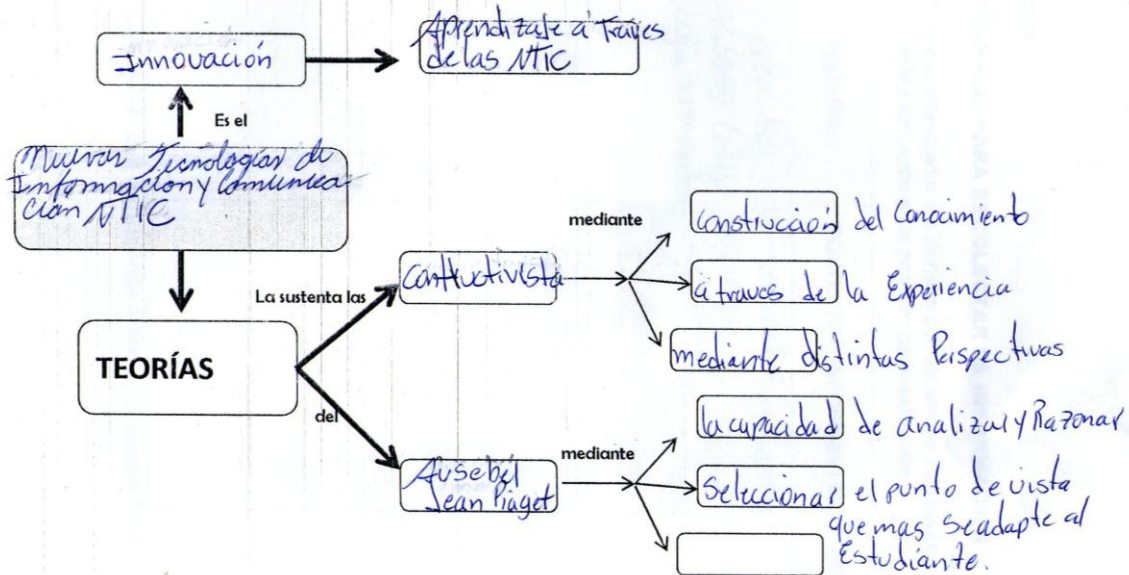 Innovación
Aprendizaje a Traves
de las NTIC
Es el
Nuevas Tecnologías de
Información y Comunica-
ción NTIC
La sustenta las
TEORÍAS
del
Contructivista
mediante
Construcción del Conocimiento
a traves de la Experiencia
mediante distintas Perspectivas
Ausebel
Jean Piaget
mediante
la capacidad de analizar y Razonar
Seleccionar el punto de vista
que mas se adapte al
Estudiante.